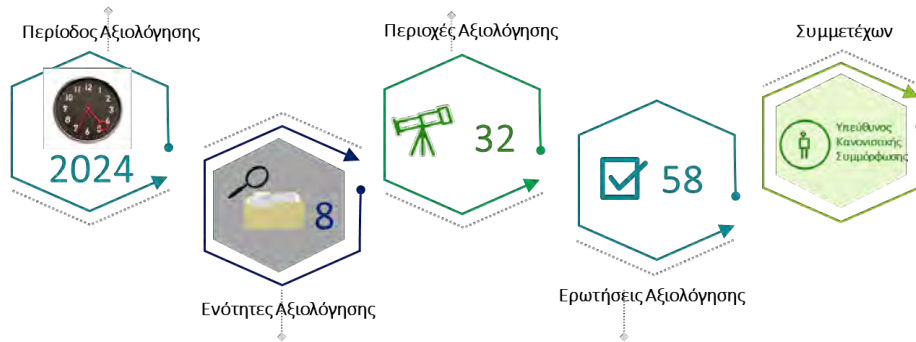 Περίοδος Αξιολόγησης
2024
8
Ενότητες Αξιολόγησης
Περιοχές Αξιολόγησης
32
58
Ερωτήσεις Αξιολόγησης
Συμμετέχων
Υπεύθυνος
Κανονιστικής
Συμμόρφωσης